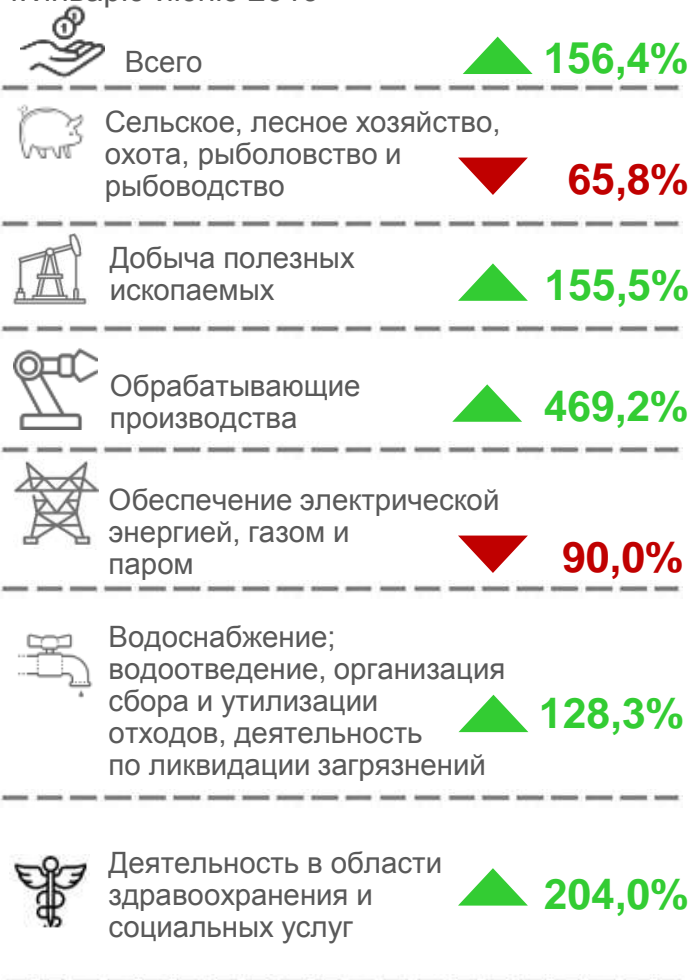 Всего
156,4%
Сельское, лесное хозяйство,
охота, рыболовство и
рыбоводство
65,8%
Добыча полезных
ископаемых
155,5%
Обрабатывающие
производства
469,2%
Обеспечение электрической
энергией, газом и
паром
90,0%
Водоснабжение;
водоотведение, организация
сбора и утилизации
отходов, деятельность
по ликвидации загрязнений
128,3%
Деятельность в области
здравоохранения и
социальных услуг
204,0%